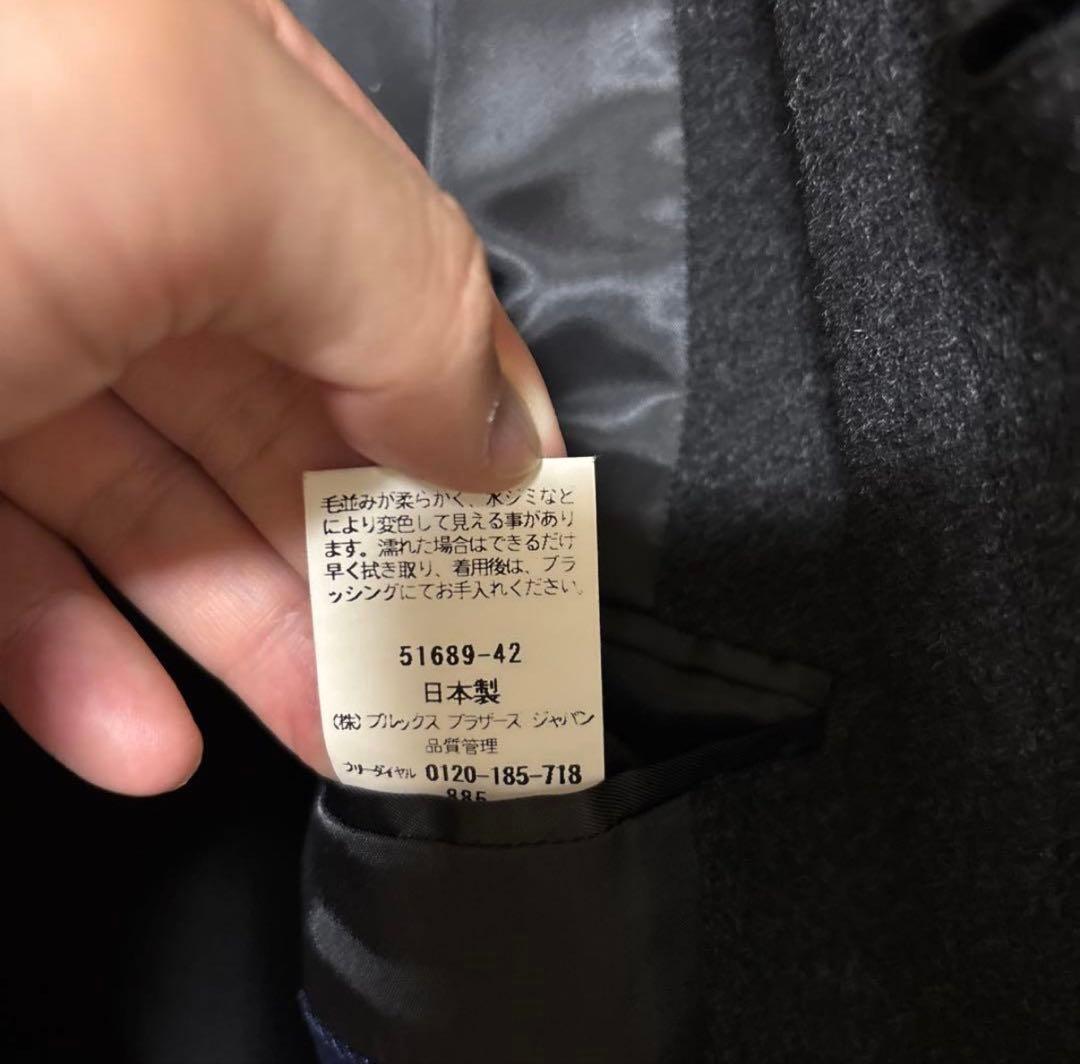 毛並みが柔らかく、水ジミなど
により変色して見える事があり
ます。濡れた場合はできるだけ
早く拭き取り、着用後は、ブラ
ッシングにてお手入れください。
51689-42
日本製
(株)ブルックス ブラザース ジャパン
品質管理
フリーダイヤル 0120-185-718
885